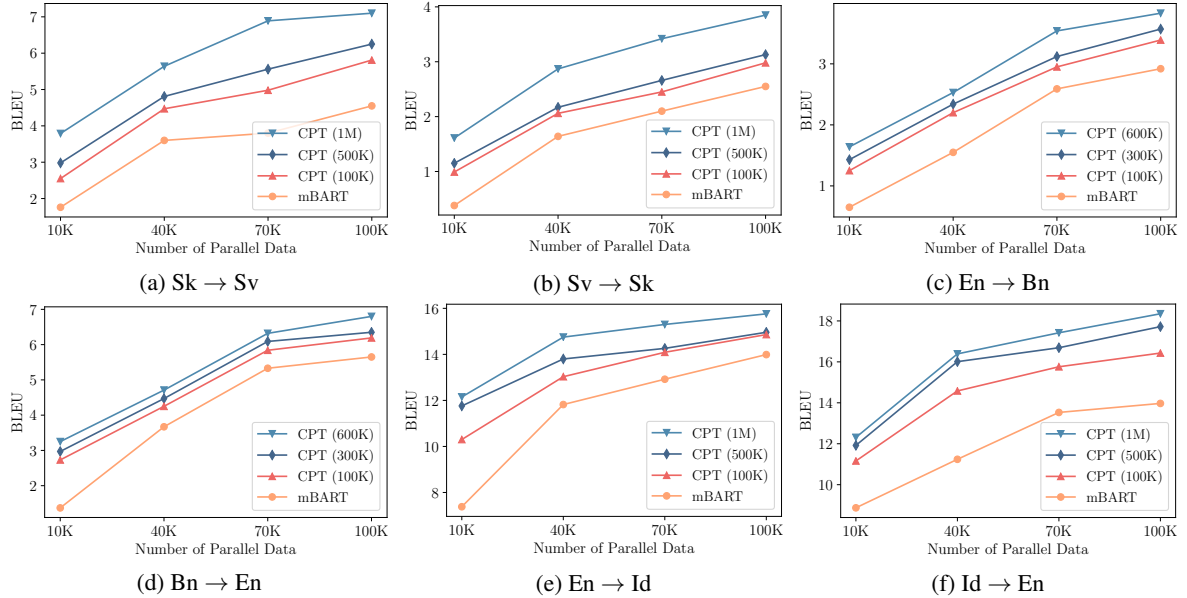 BLEU
7
6
5
4
3
2
CPT (1M)
CPT (500K)
CPT (100K)
mBART
10K 40K 70K 100K
Number of Parallel Data
(a) Sk → Sv
BLEU
4
3
2
1
CPT (1M)
CPT (500K)
CPT (100K)
mBART
10K 40K 70K 100K
Number of Parallel Data
(b) Sv → Sk
BLEU
3
2
1
CPT (600K)
CPT (300K)
CPT (100K)
mBART
10K 40K 70K 100K
Number of Parallel Data
(c) En → Bn
BLEU
7
6
5
4
3
2
CPT (600K)
CPT (300K)
CPT (100K)
mBART
10K 40K 70K 100K
Number of Parallel Data
(d) Bn → En
BLEU
16
14
12
10
8
CPT (1M)
CPT (500K)
CPT (100K)
mBART
10K 40K 70K 100K
Number of Parallel Data
(e) En → Id
BLEU
18
16
14
12
10
CPT (1M)
CPT (500K)
CPT (100K)
mBART
10K 40K 70K 100K
Number of Parallel Data
(f) Id → En